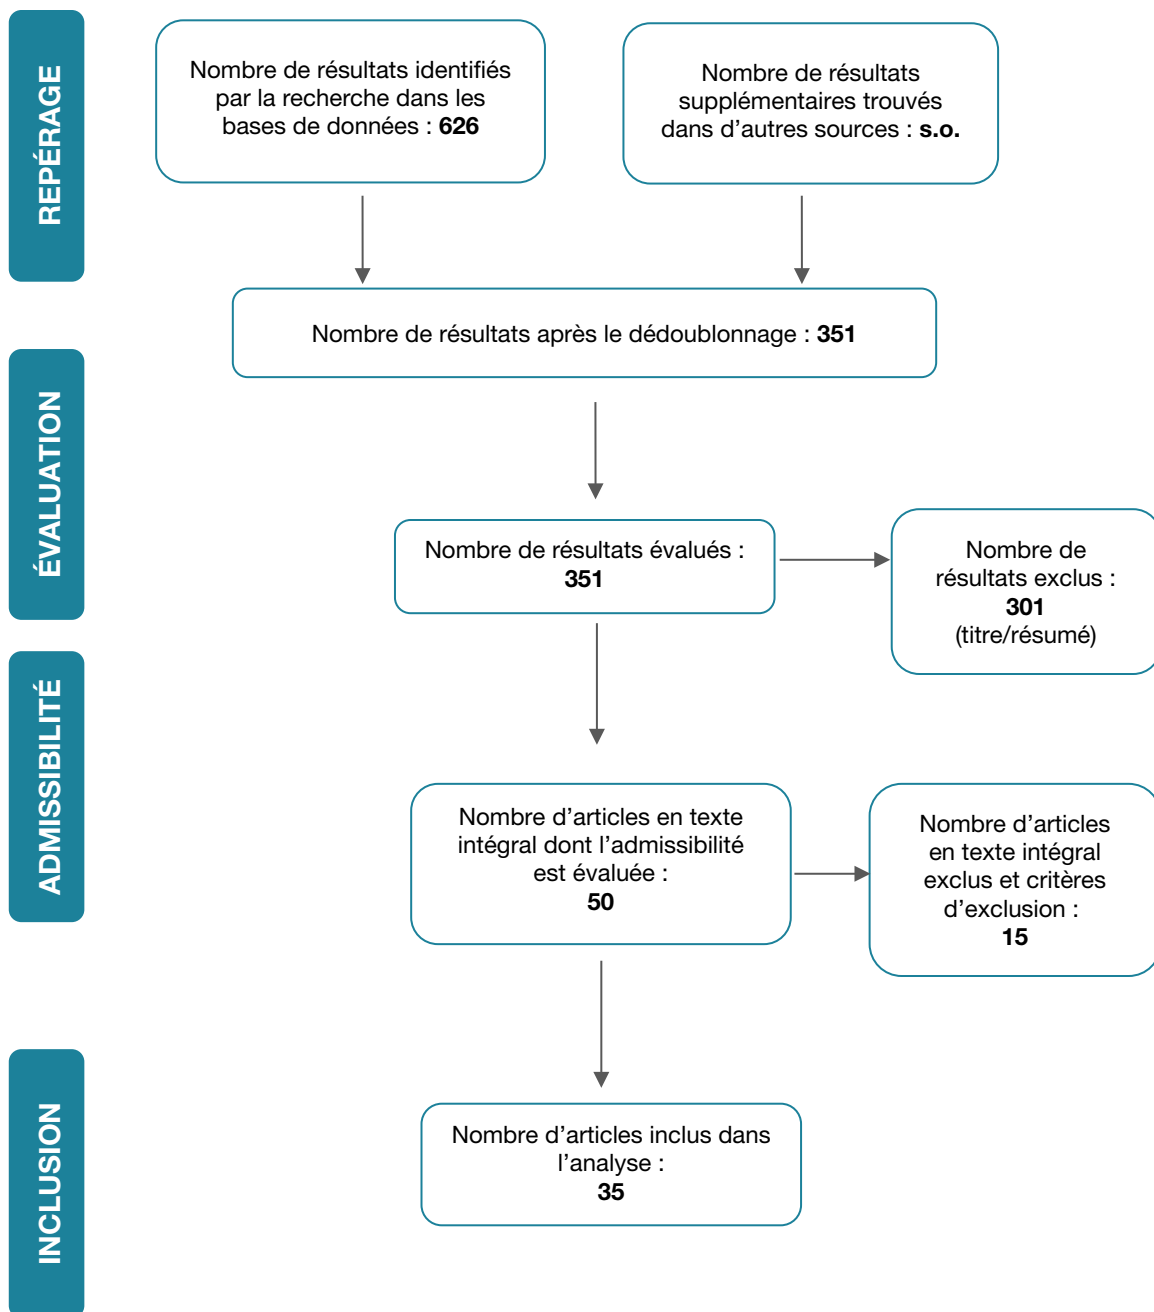 REPÉRAGE
Nombre de résultats identifiés
par la recherche dans les
bases de données : 626
Nombre de résultats
supplémentaires trouvés
dans d’autres sources : s.o.
Nombre de résultats après le dédoublonnage : 351
ÉVALUATION
Nombre de résultats évalués :
351
Nombre de
résultats exclus :
301
(titre/résumé)
ADMISSIBILITÉ
Nombre d’articles en texte
intégral dont l’admissibilité
est évaluée :
50
Nombre d’articles
en texte intégral
exclus et critères
d’exclusion :
15
INCLUSION
Nombre d’articles inclus dans
l’analyse :
35